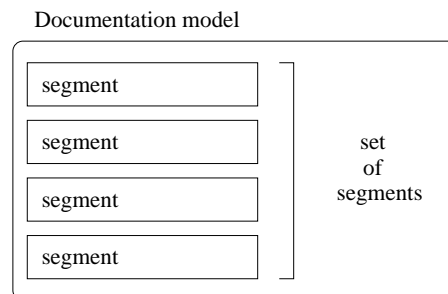 Documentation model
segment
segment
segment
segment
set
of
segments